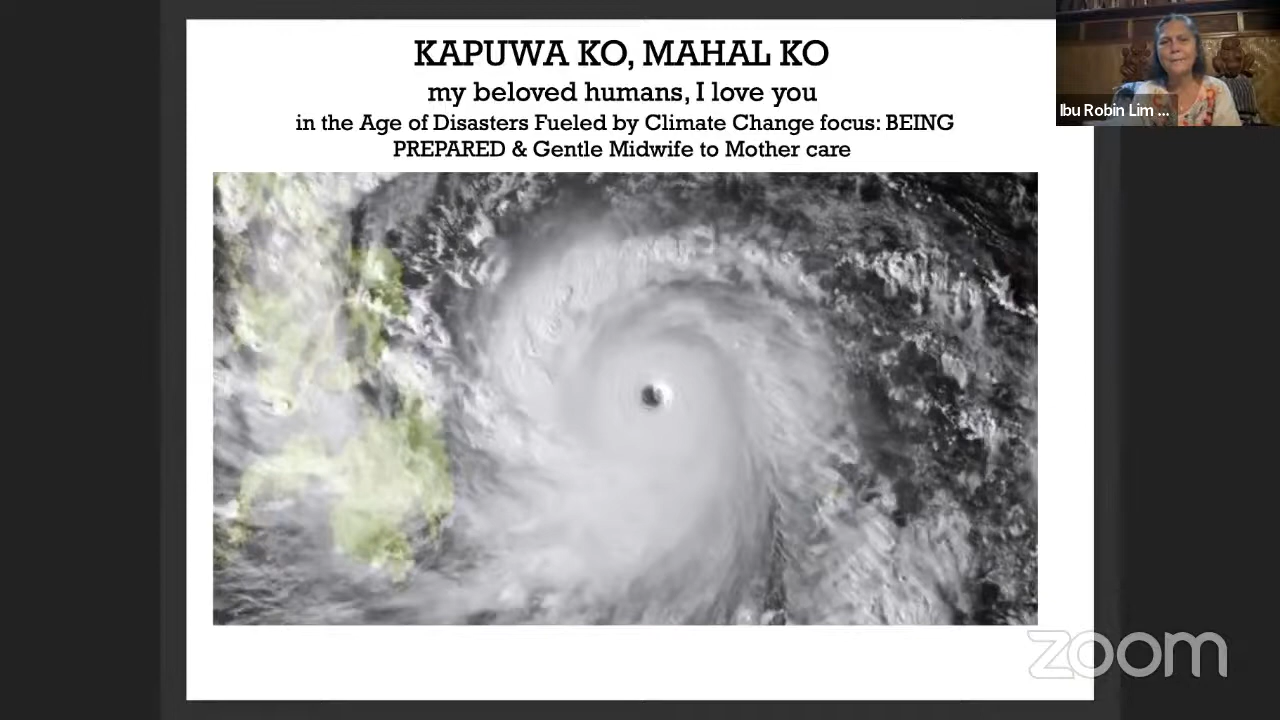 KAPUWA KO, MAHAL KO
my beloved humans, I love you
in the Age of Disasters Fueled by Climate Change focus: BEING
PREPARED & Gentle Midwife to Mother care
Ibu Robin Lim ...
zoom